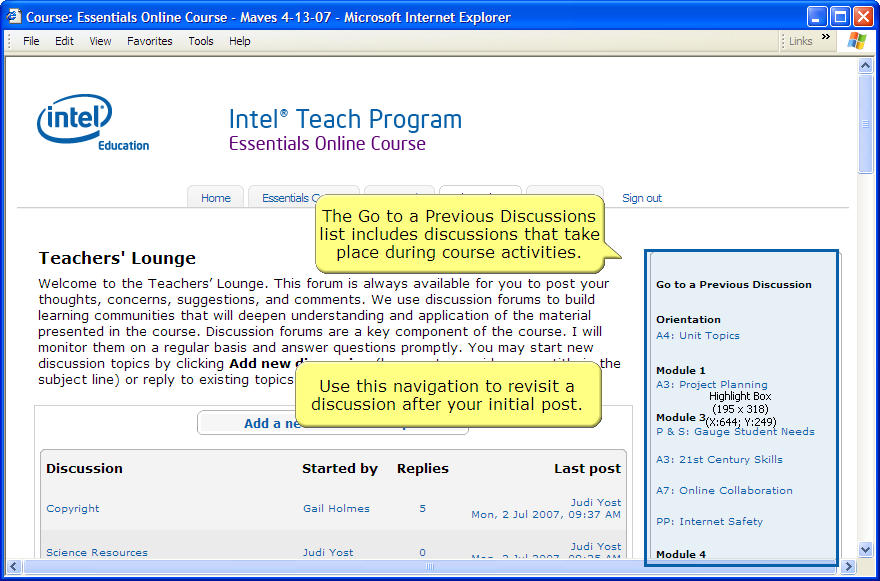 Course: Essentials Online Course - Maves 4-13-07 - Microsoft Internet Explorer
File Edit View Favorites Tools Help
Links »
intel®
Education
Intel® Teach Program
Essentials Online Course
Home Essentials Sign out
The Go to a Previous Discussions
list includes discussions that take
place during course activities.
Teachers' Lounge
Welcome to the Teachers’ Lounge. This forum is always available for you to post your
thoughts, concerns, suggestions, and comments. We use discussion forums to build
learning communities that will deepen understanding and application of the material
presented in the course. Discussion forums are a key component of the course. I will
monitor them on a regular basis and answer questions promptly. You may start new
discussion topics by clicking Add new the
subject line) or reply to existing topics
Use this navigation to revisit a
discussion after your initial post.
Add a
Discussion Started by Replies Last post
Copyright Gail Holmes 5 Judi Yost
Mon, 2 Jul 2007, 09:37 AM
Science Resources Judi Yost 0 Judi Yost
Mon, 2 Jul 2007, 09:25 AM
Go to a Previous Discussion
Orientation
A4: Unit Topics
Module 1
A3: Project Planning
Highlight Box
(195 x 318)
(X:644; Y:249)
Module 3
P & S: Gauge Student Needs
A3: 21st Century Skills
A7: Online Collaboration
PP: Internet Safety
Module 4